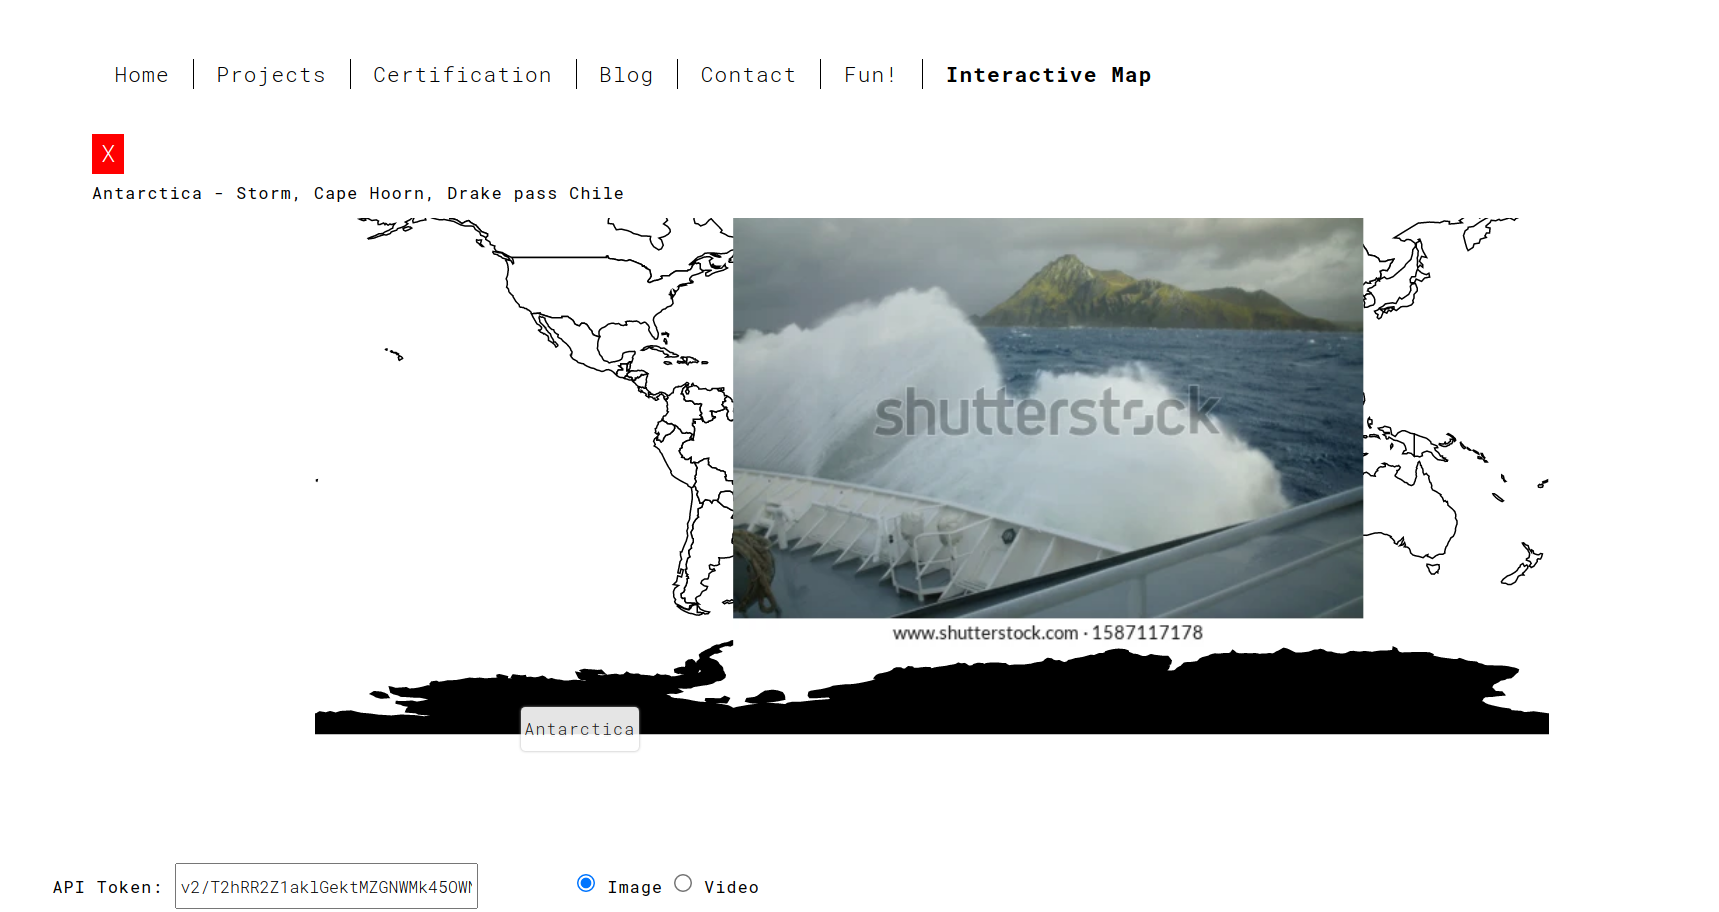 Home Projects Certification Blog Contact Fun! Interactive Map
X
Antarctica - Storm, Cape Hoorn, Drake pass Chile
shutterstock
www.shutterstock.com · 1587117178
Antarctica
API Token: v2/T2hRR2Z1aklGektMZGNWMk45OWN Image Video